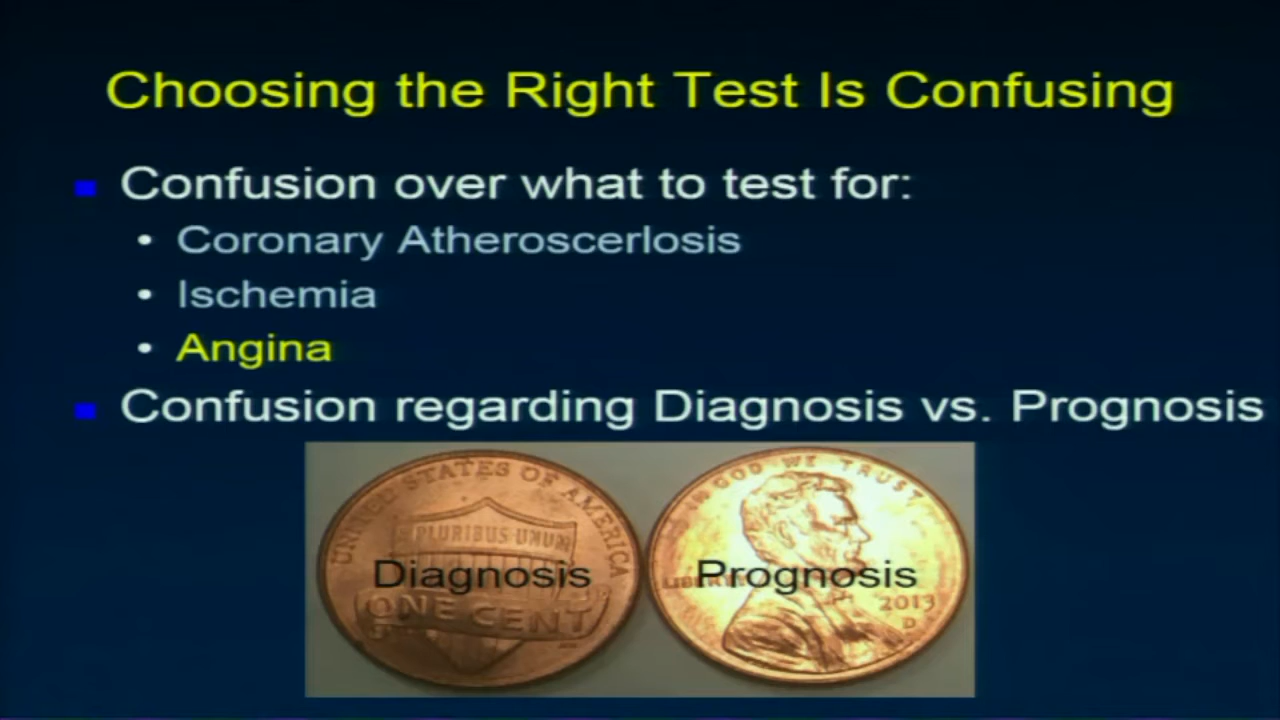 Choosing the Right Test Is Confusing
Confusion over what to test for:
• Coronary Atheroscerlosis
• Ischemia
• Angina
Confusion regarding Diagnosis vs. Prognosis
UNITED STATES OF AMERICA
E PLURIBUS UNUM
Diagnosis
ONE CENT
IN GOD WE TRUST
LIBERTY
Prognosis
2013
D